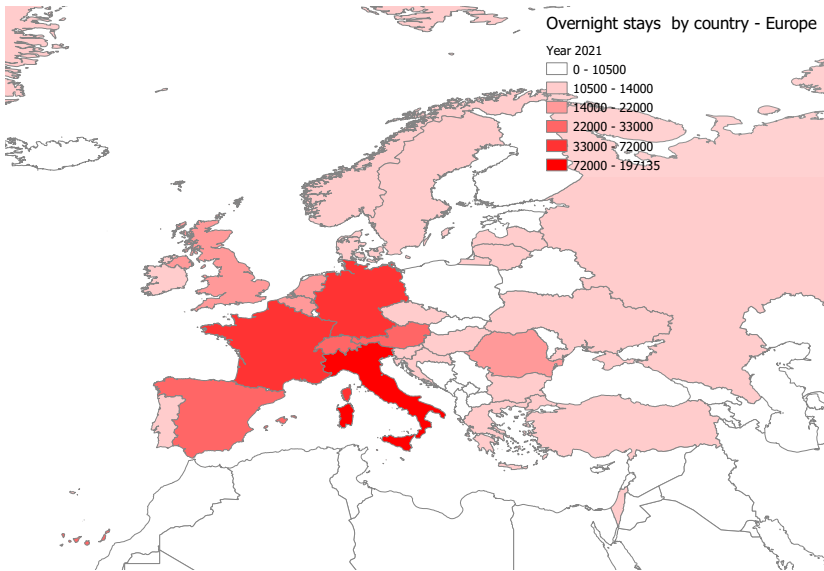 Overnight stays  by country - Europe
Year 2021
0 - 10500
10500 - 14000
14000 - 22000
22000 - 33000
33000 - 72000
72000 - 197135